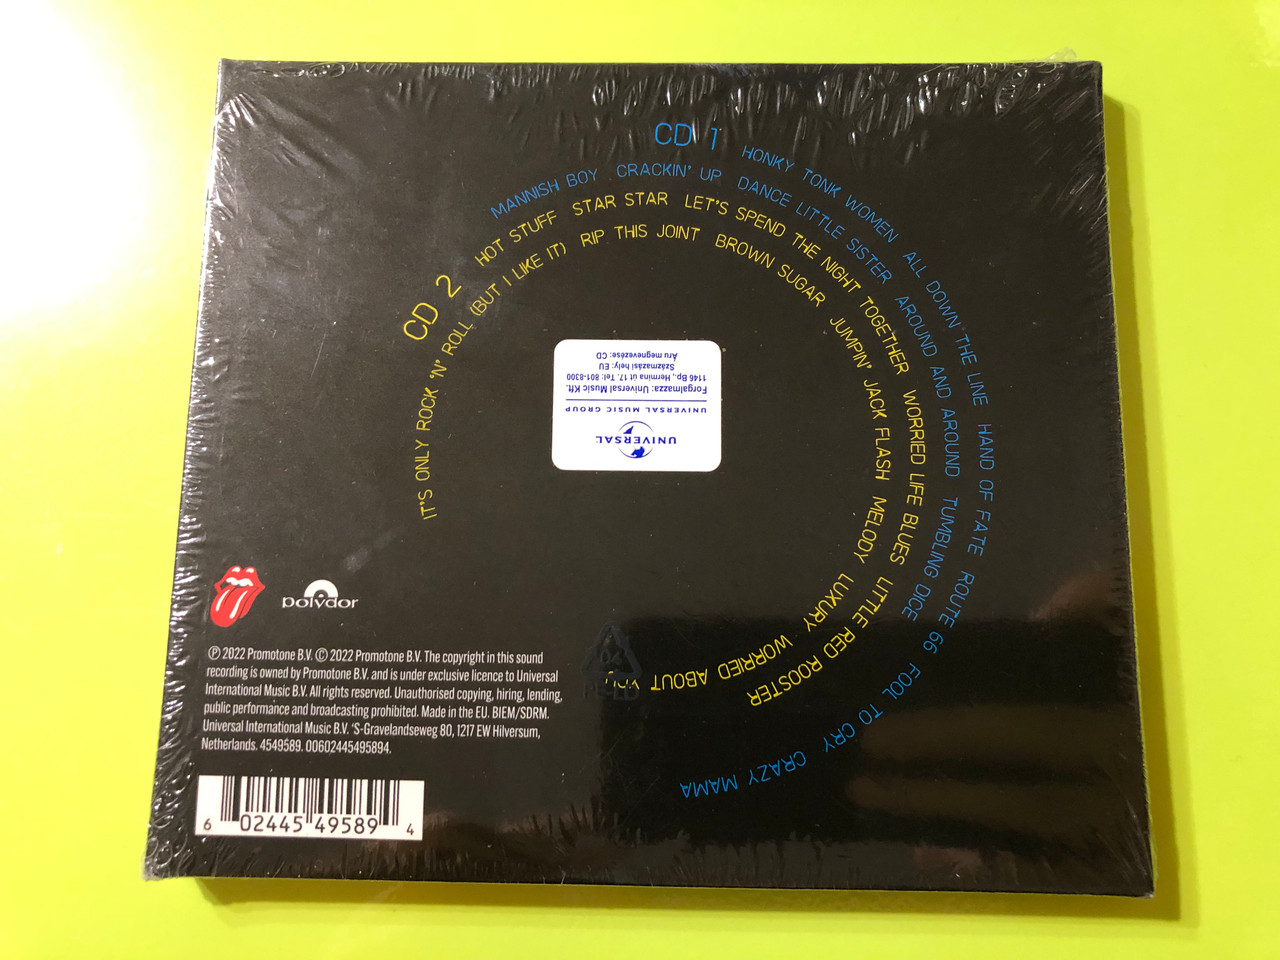 CD 1
HONKY TONK WOMEN ALL DOWN THE LINE HAND OF FATE ROUTE 66 FOOL TO CRY CRAZY MAMA
MANNISH BOY CRACKIN' UP DANCE LITTLE SISTER AROUND AND AROUND TUMBLING DICE
CD 2
HOT STUFF STAR STAR LET'S SPEND THE NIGHT TOGETHER WORRIED LIFE BLUES LITTLE RED ROOSTER
IT'S ONLY ROCK 'N' ROLL (BUT I LIKE IT) RIP THIS JOINT BROWN SUGAR JUMPIN' JACK FLASH MELODY LUXURY WORRIED ABOUT YOU
UNIVERSAL
UNIVERSAL MUSIC GROUP
Forgalmazza: Universal Music Kft.
1146 Bp., Hermina út 17. Tel: 801-8300
Származási hely: EU
Áru megnevezése: CD
polydor
℗ 2022 Promotone B.V. © 2022 Promotone B.V. The copyright in this sound
recording is owned by Promotone B.V. and is under exclusive licence to Universal
International Music B.V. All rights reserved. Unauthorised copying, hiring, lending,
public performance and broadcasting prohibited. Made in the EU. BIEM/SDRM.
Universal International Music B.V. 'S-Gravelandseweg 80, 1217 EW Hilversum,
Netherlands. 4549589. 00602445495894.
6 02445 49589 4